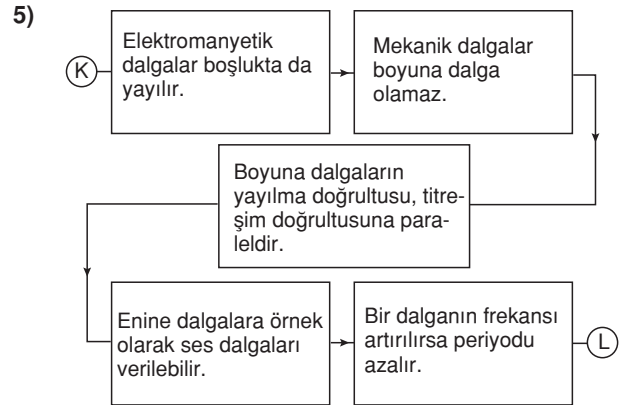 5)
K
Elektromanyetik
dalgalar boşlukta da
yayılır.
Mekanik dalgalar
boyuna dalga
olamaz.
Boyuna dalgaların
yayılma doğrultusu, titre-
şim doğrultusuna para-
leldir.
Enine dalgalara örnek
olarak ses dalgaları
verilebilir.
Bir dalganın frekansı
artırılırsa periyodu
azalır.
L